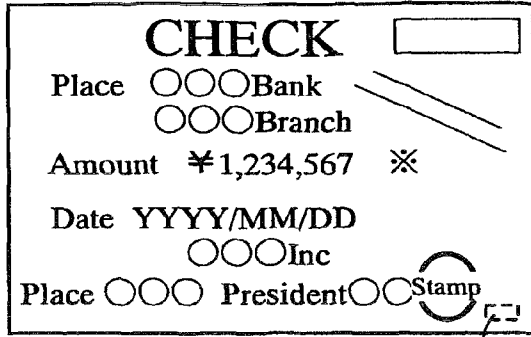 CHECK
Place ○○○Bank
○○○Branch
Amount ¥1,234,567 ※
Date YYYY/MM/DD
○○○Inc
Place ○○○ President○○ Stamp